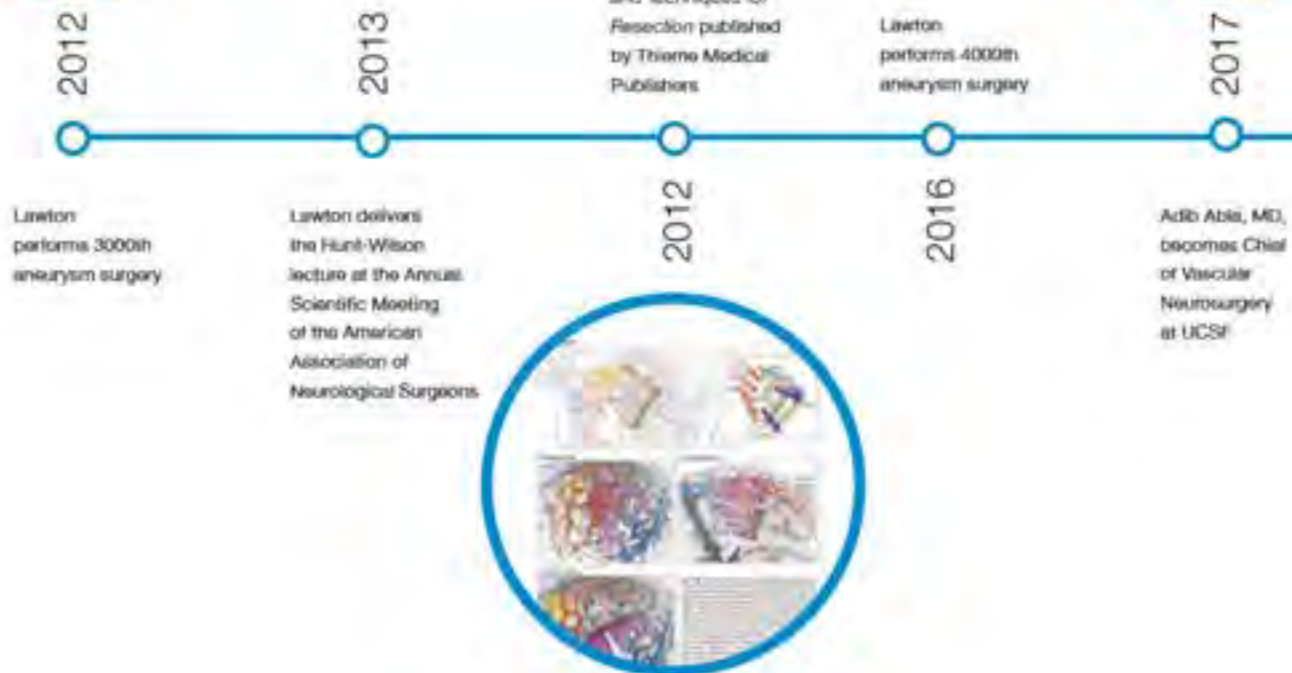 2012
Lawton
performs 3000th
aneurysm surgery
2013
Lawton delivers
the Hunt-Wilson
lecture at the Annual
Scientific Meeting
of the American
Association of
Neurological Surgeons
and Techniques for
Resection published
by Thieme Medical
Publishers
2012
Lawton
performs 4000th
aneurysm surgery
2016
2017
Adib Abla, MD,
becomes Chief
of Vascular
Neurosurgery
at UCSF